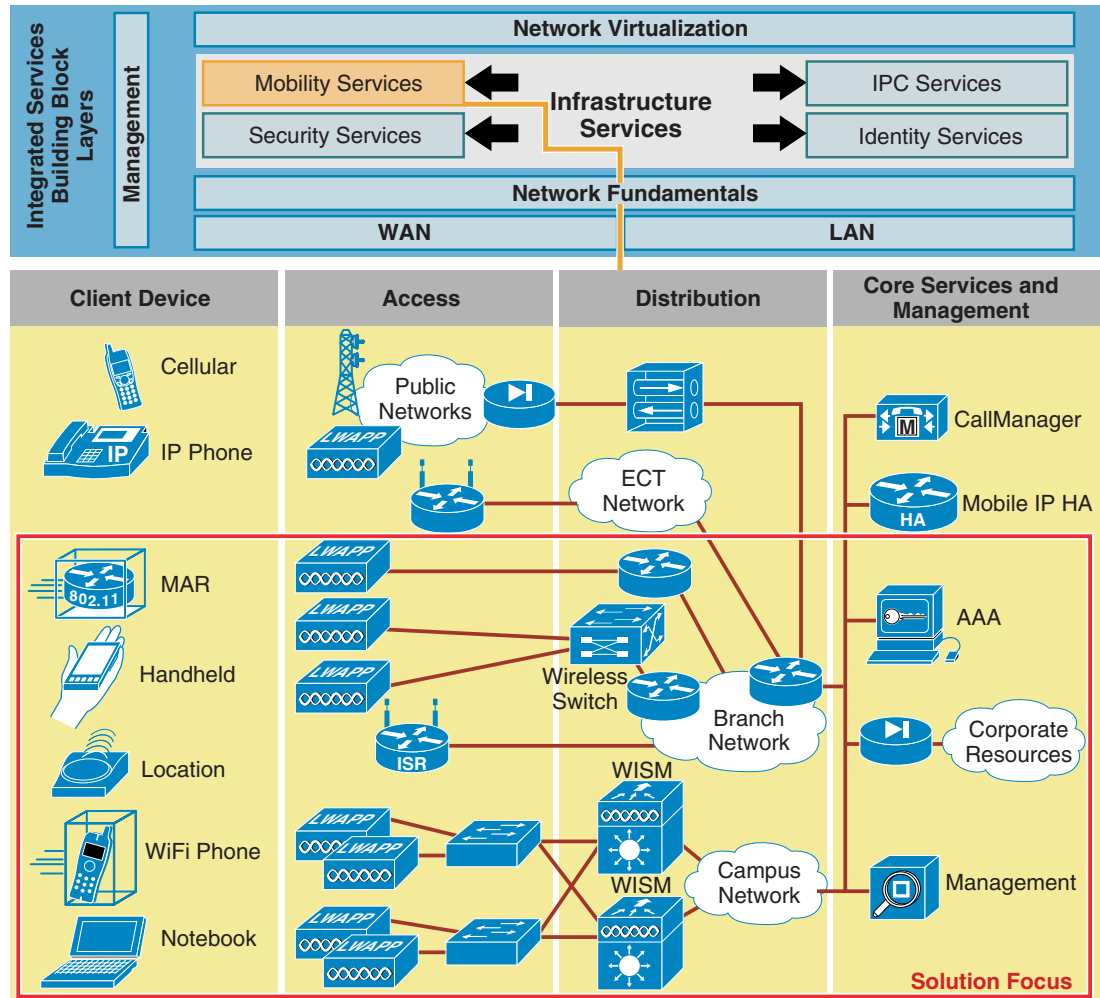 Integrated Services
Building Block
Layers
Management
Network Virtualization
Mobility Services
Security Services
Infrastructure
Services
IPC Services
Identity Services
Network Fundamentals
WAN
LAN
Client Device
Access
Distribution
Core Services and
Management
Cellular
IP
IP Phone
802.11
MAR
Handheld
Location
WiFi Phone
Notebook
Public
Networks
LWAPP
ECT
Network
LWAPP
LWAPP
LWAPP
Wireless
Switch
ISR
Branch
Network
WISM
LWAPP
LWAPP
WISM
LWAPP
LWAPP
Campus
Network
M
CallManager
HA
Mobile IP HA
AAA
Corporate
Resources
Management
Solution Focus